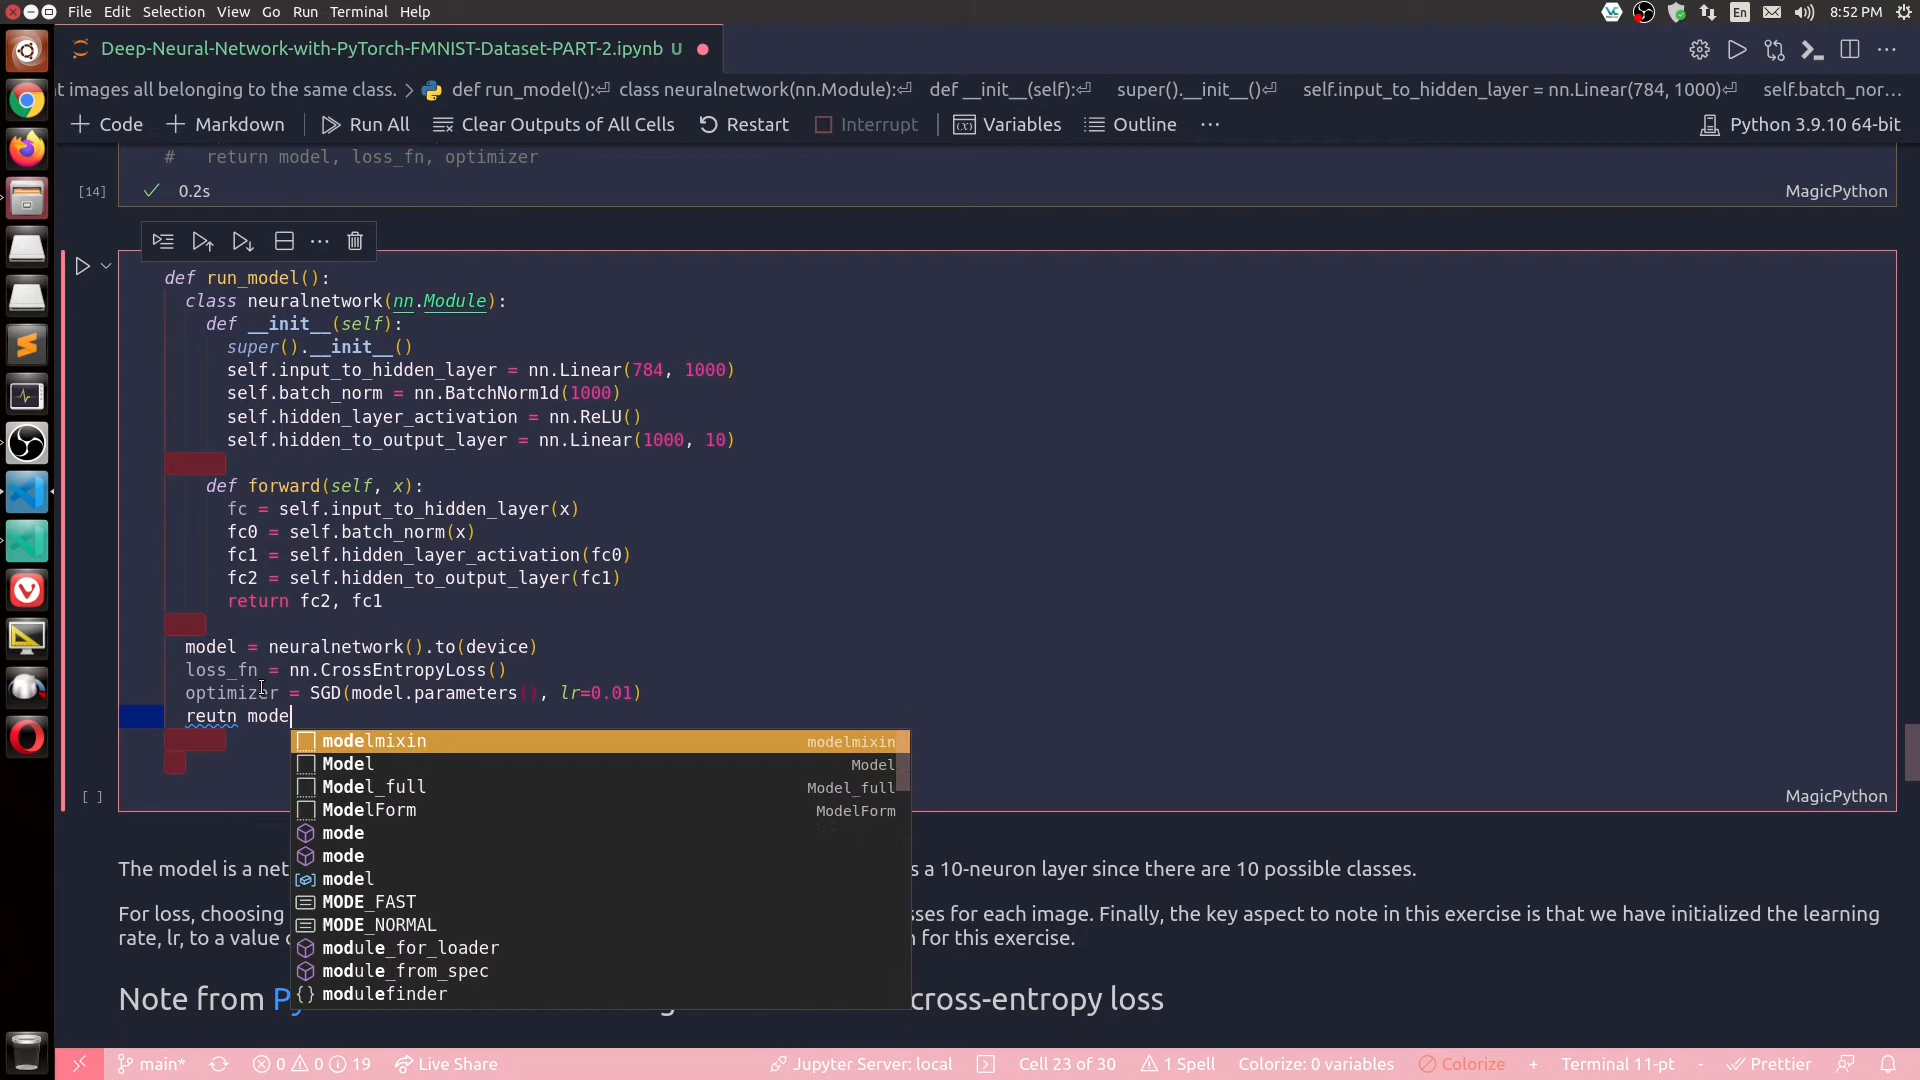 File Edit Selection View Go Run Terminal Help
En 8:52 PM
Deep-Neural-Network-with-PyTorch-FMNIST-Dataset-PART-2.ipynb U
t images all belonging to the same class. > def run_model():⏎ class neuralnetwork(nn.Module):⏎ def __init__(self):⏎ super().__init__()⏎ self.input_to_hidden_layer = nn.Linear(784, 1000)⏎ self.batch_nor...
+ Code + Markdown Run All Clear Outputs of All Cells Restart Interrupt Variables Outline ... Python 3.9.10 64-bit
# return model, loss_fn, optimizer
[14] ✓ 0.2s MagicPython
def run_model():
class neuralnetwork(nn.Module):
def __init__(self):
super().__init__()
self.input_to_hidden_layer = nn.Linear(784, 1000)
self.batch_norm = nn.BatchNorm1d(1000)
self.hidden_layer_activation = nn.ReLU()
self.hidden_to_output_layer = nn.Linear(1000, 10)
def forward(self, x):
fc = self.input_to_hidden_layer(x)
fc0 = self.batch_norm(x)
fc1 = self.hidden_layer_activation(fc0)
fc2 = self.hidden_to_output_layer(fc1)
return fc2, fc1
model = neuralnetwork().to(device)
loss_fn = nn.CrossEntropyLoss()
optimizer = SGD(model.parameters(), lr=0.01)
reutn mode
modelmixin modelmixin
Model Model
Model_full Model_full
ModelForm ModelForm
mode
mode
model
MODE_FAST
MODE_NORMAL
module_for_loader
module_from_spec
modulefinder
[ ] MagicPython
The model is a net s a 10-neuron layer since there are 10 possible classes.
For loss, choosing sses for each image. Finally, the key aspect to note in this exercise is that we have initialized the learning
rate, lr, to a value n for this exercise.
Note from Py cross-entropy loss
main* 0 0 19 Live Share Jupyter Server: local Cell 23 of 30 1 Spell Colorize: 0 variables Colorize + Terminal 11-pt - Prettier